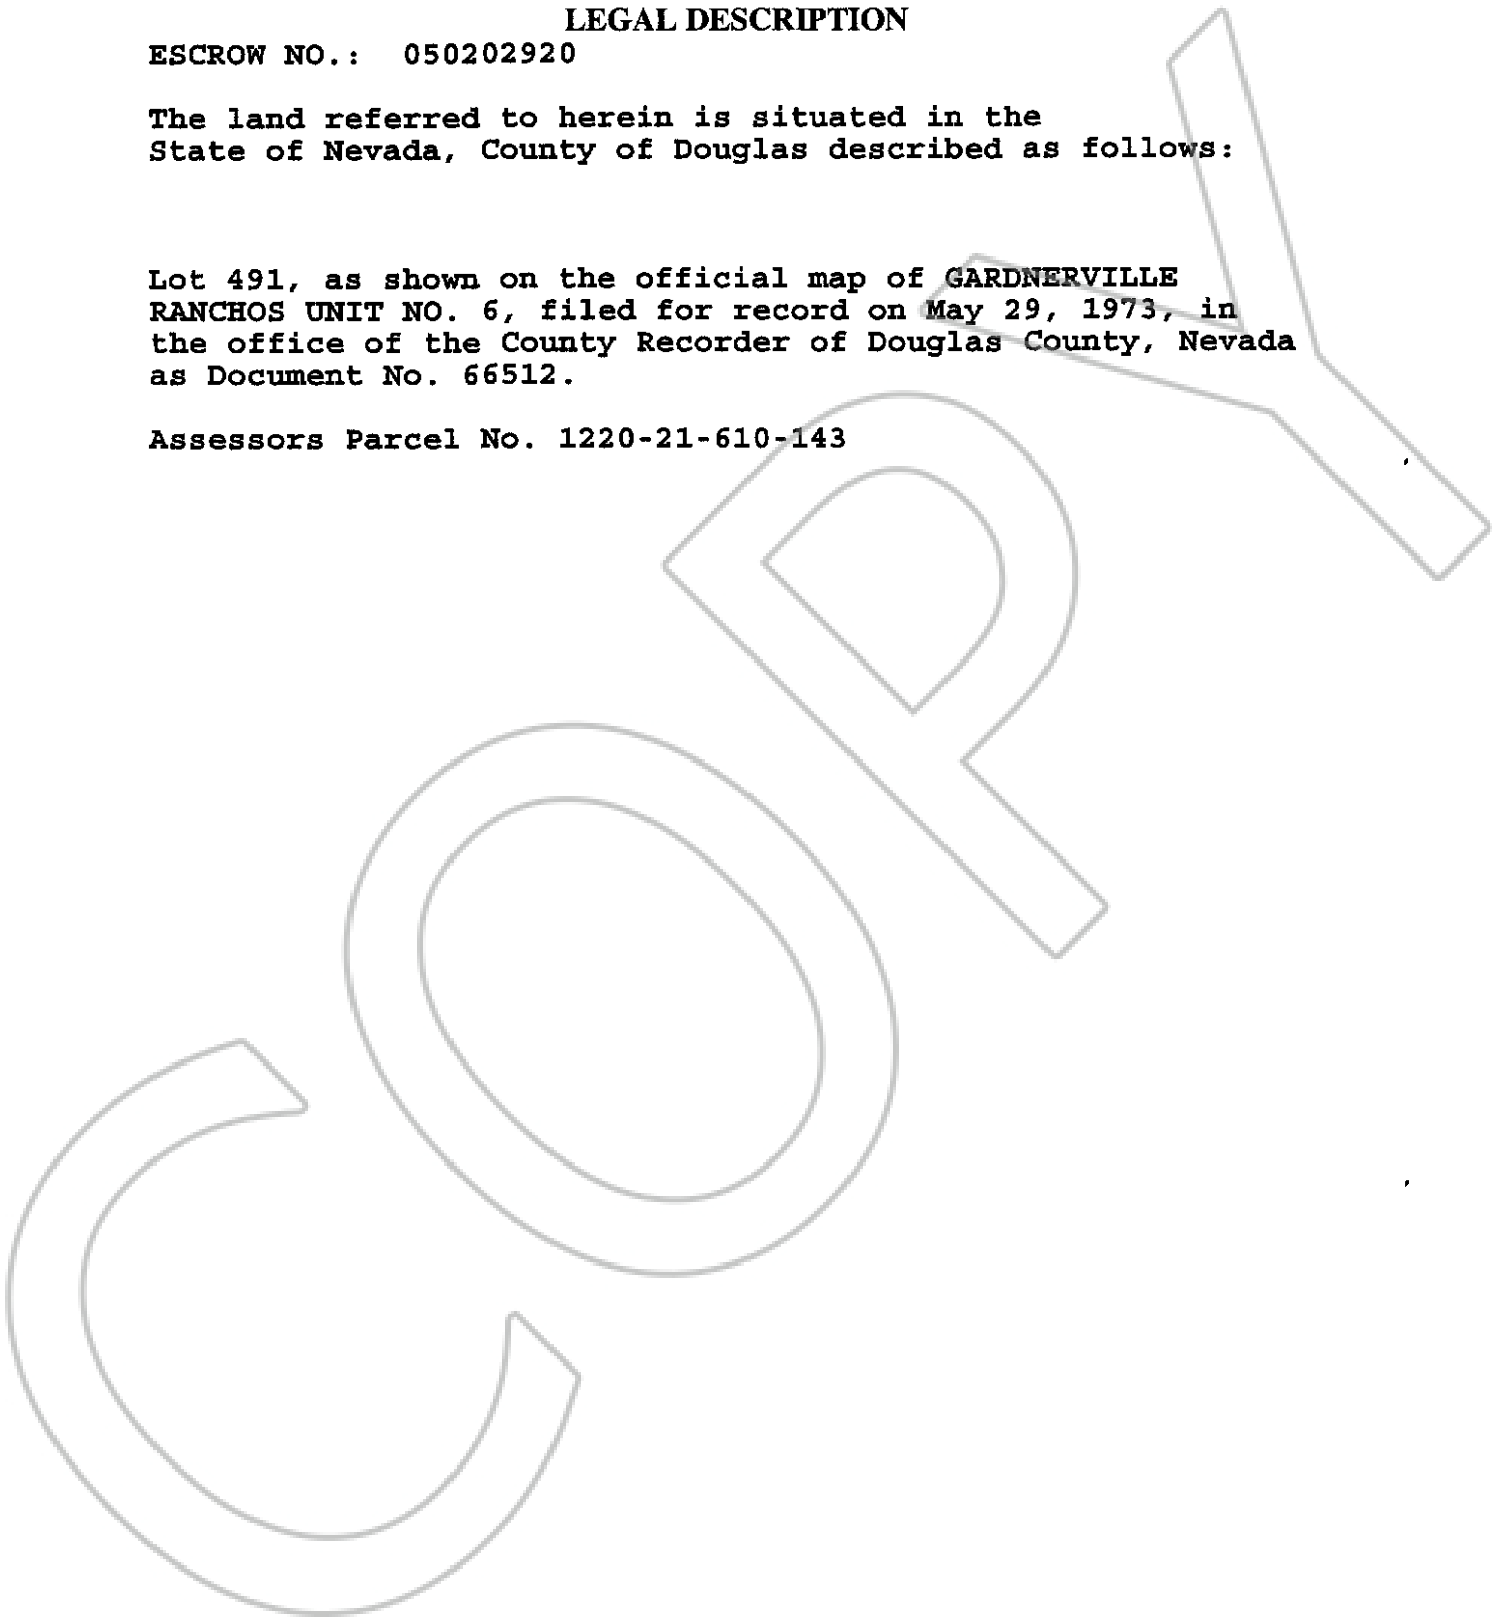 LEGAL DESCRIPTION
ESCROW NO.: 050202920
The land referred to herein is situated in the
State of Nevada, County of Douglas described as follows:
Lot 491, as shown on the official map of GARDNERVILLE
RANCHOS UNIT NO. 6, filed for record on May 29, 1973, in
the office of the County Recorder of Douglas County, Nevada
as Document No. 66512.
Assessors Parcel No. 1220-21-610-143
COPY